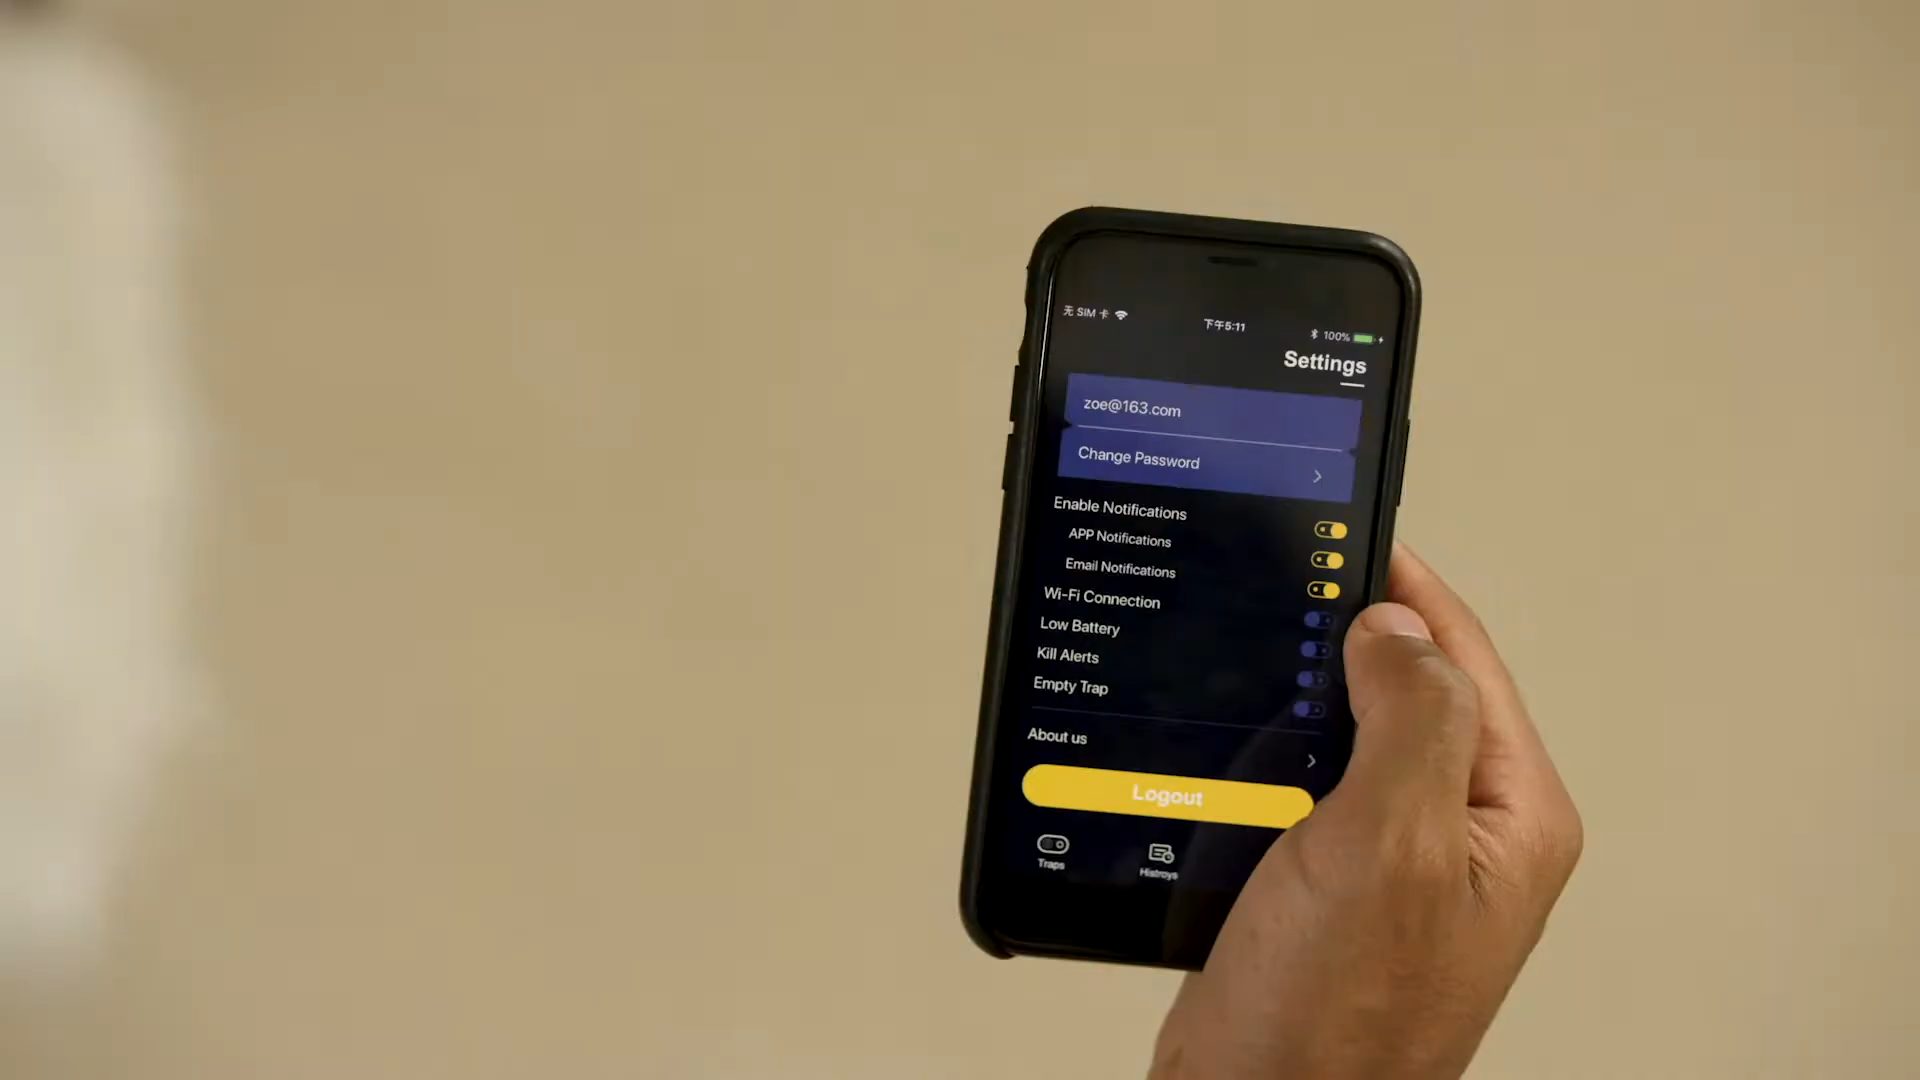 无 SIM 卡
下午5:11
100%
Settings
zoe@163.com
Change Password
Enable Notifications
APP Notifications
Email Notifications
Wi-Fi Connection
Low Battery
Kill Alerts
Empty Trap
About us
Logout
Traps
Histroys